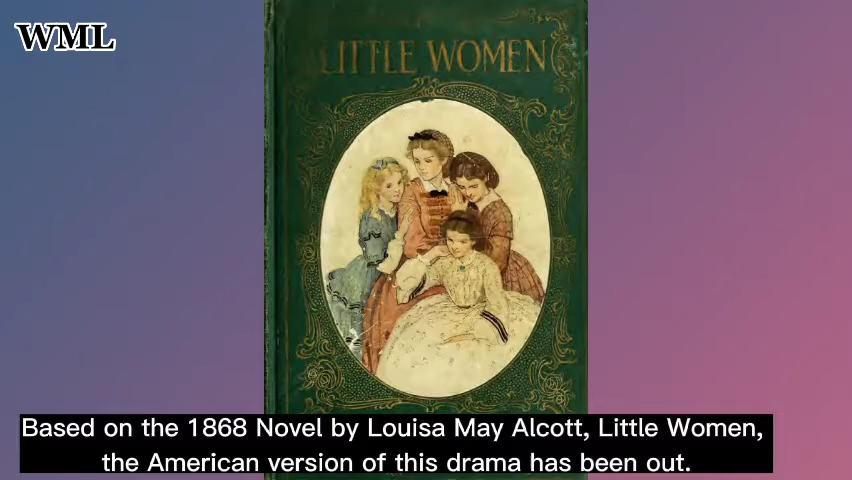 WML
LITTLE WOMEN
Based on the 1868 Novel by Louisa May Alcott, Little Women,
the American version of this drama has been out.